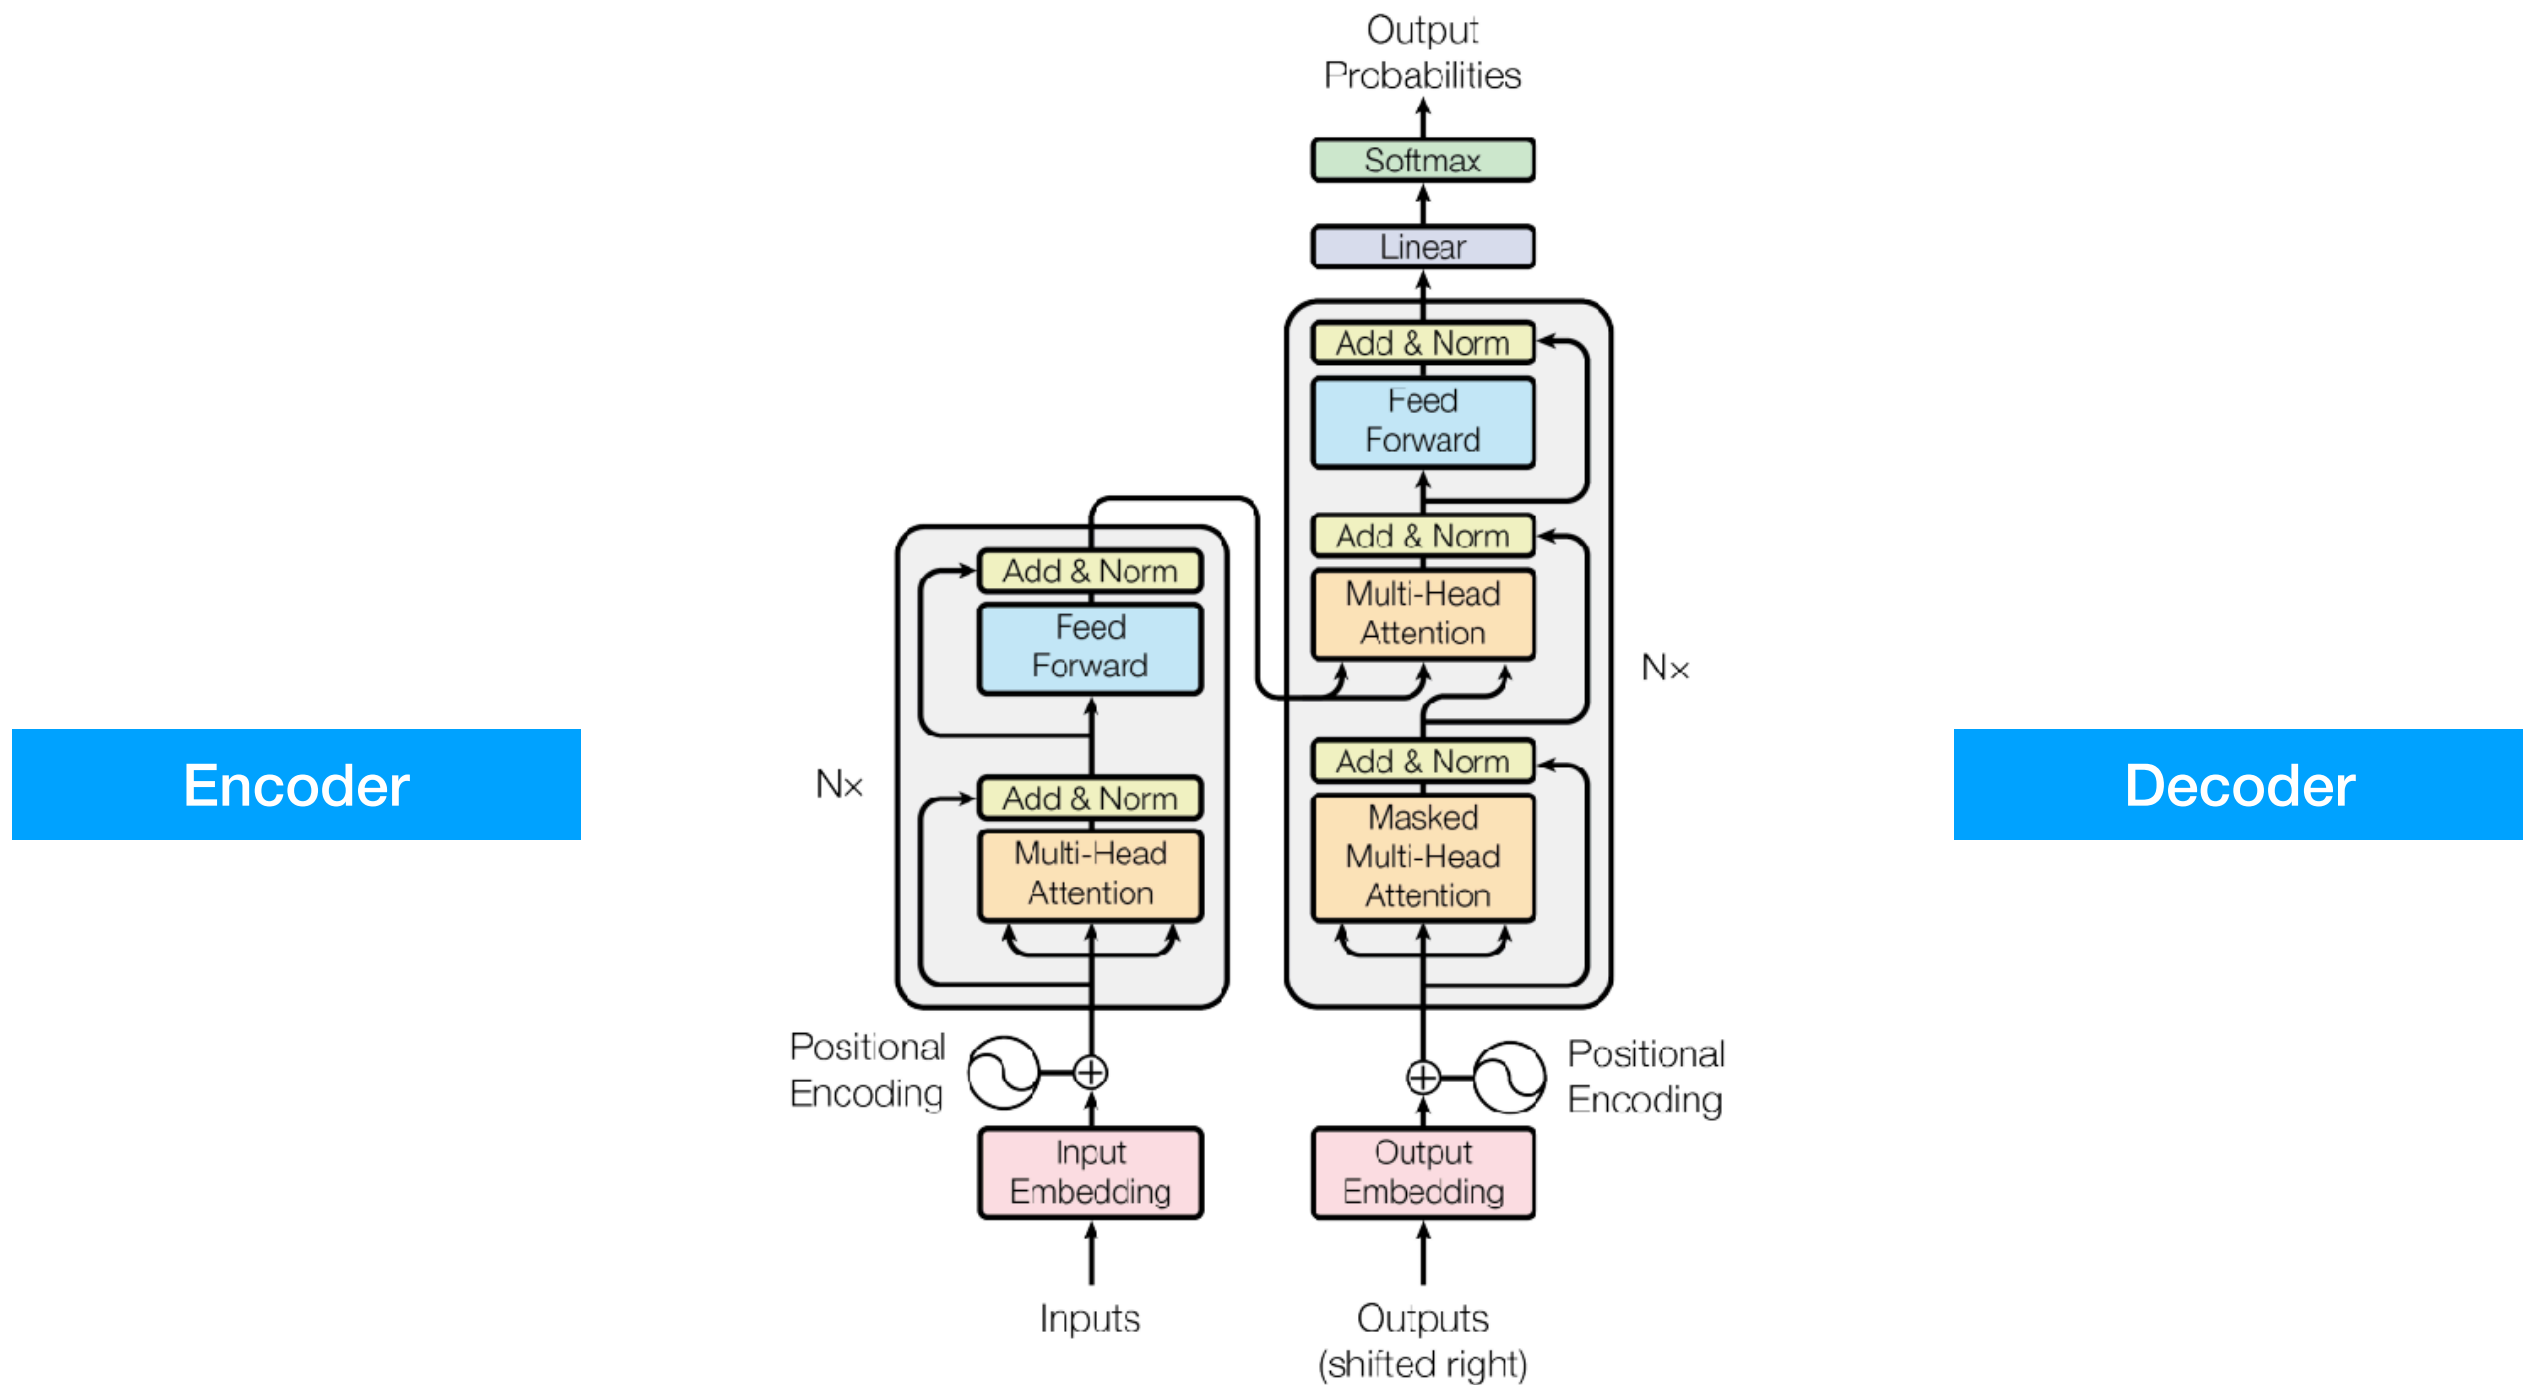 Output
Probabilities
Softmax
Linear
Add & Norm
Feed
Forward
Add & Norm
Multi-Head
Attention
Nx
Add & Norm
Masked
Multi-Head
Attention
Positional
Encoding
Output
Embedding
Outputs
(shifted right)
Decoder
Add & Norm
Feed
Forward
Add & Norm
Multi-Head
Attention
Nx
Positional
Encoding
Input
Embedding
Inputs
Encoder